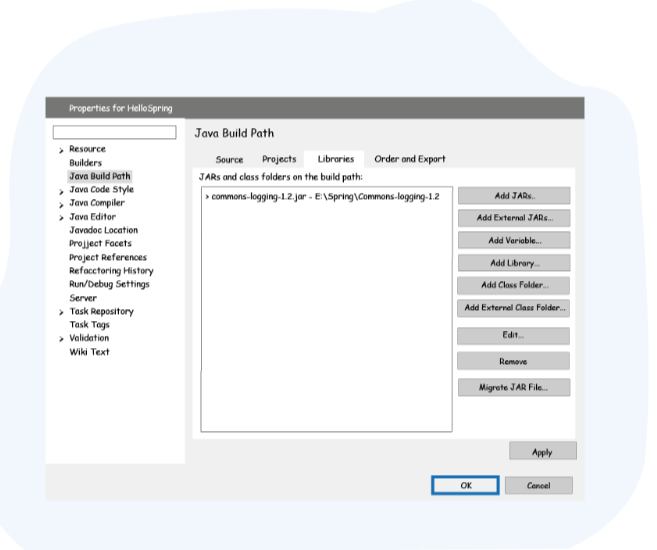 Properties for HelloSpring
> Resource
Builders
Java Build Path
> Java Code Style
> Java Compiler
> Java Editor
Javadoc Location
Projject Facets
Project References
Refacctoring History
Run/Debug Settings
Server
> Task Repository
Task Tags
> Validation
Wiki Text
Java Build Path
Source Projects Libraries Order and Export
JARs and class folders on the build path:
> commons-logging-1.2.jar - E:\Spring\Commons-logging-1.2
Add JARs..
Add External JARs...
Add Variable...
Add Library...
Add Class Folder...
Add External Class Folder...
Edit...
Remove
Migrate JAR File...
Apply
OK Cancel